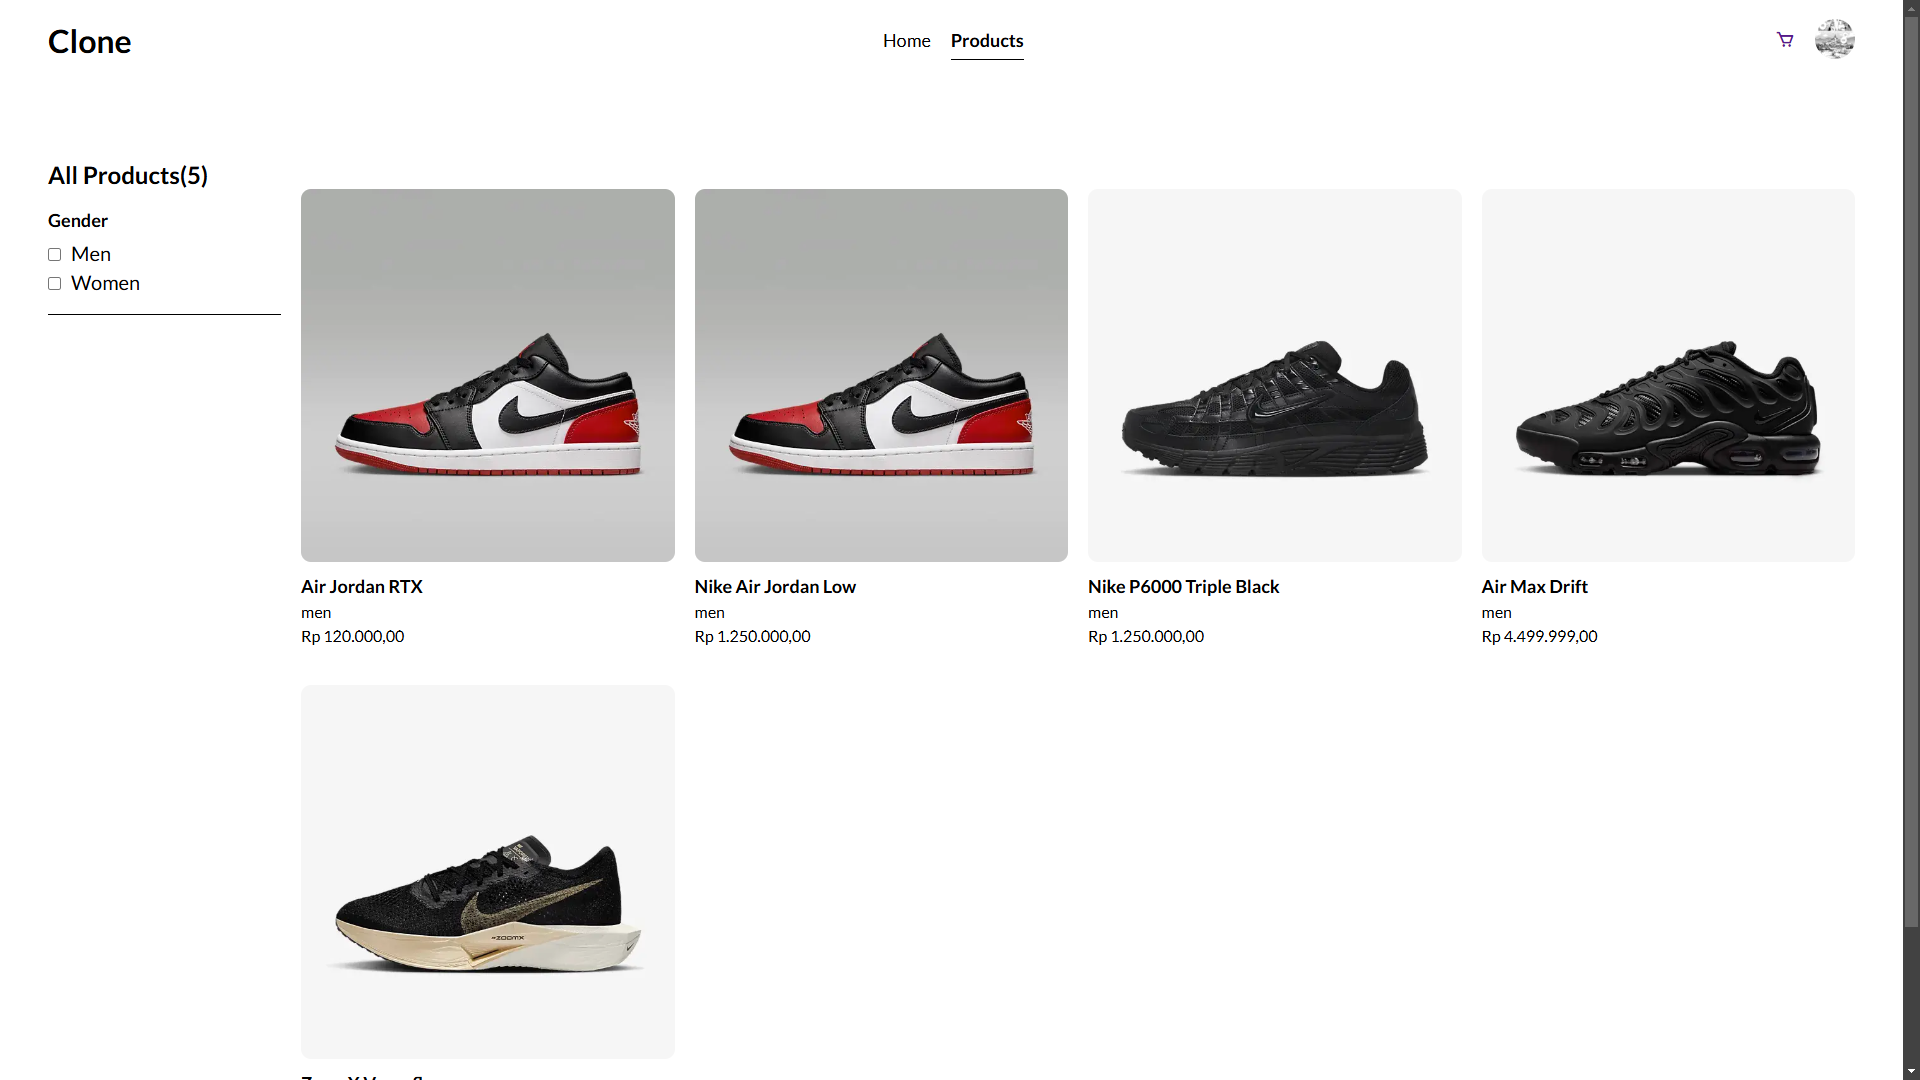 Clone
Home
Products
All Products(5)
Gender
Men
Women
Air Jordan RTX
men
Rp 120.000,00
Nike Air Jordan Low
men
Rp 1.250.000,00
Nike P6000 Triple Black
men
Rp 1.250.000,00
Air Max Drift
men
Rp 4.499.999,00
ZOOMX